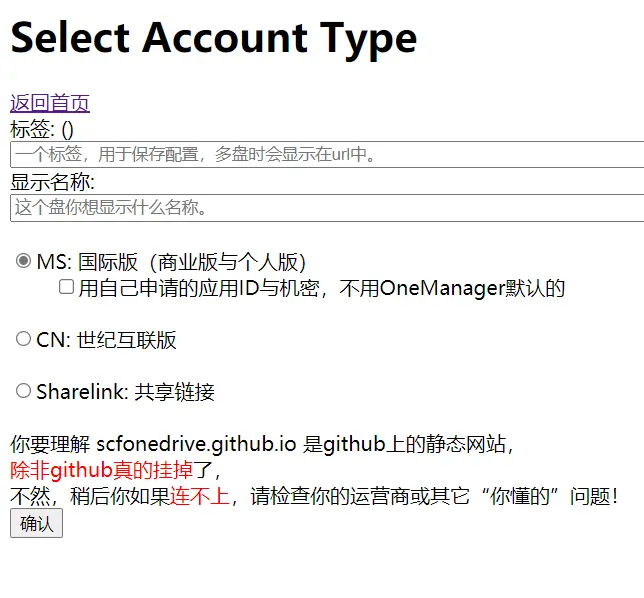 Select Account Type
返回首页
标签: ()
一个标签，用于保存配置，多盘时会显示在url中。
显示名称:
这个盘你想显示什么名称。
MS: 国际版（商业版与个人版）
用自己申请的应用ID与机密，不用OneManager默认的
CN: 世纪互联版
Sharelink: 共享链接
你要理解 scfonedrive.github.io 是github上的静态网站，
除非github真的挂掉了，
不然，稍后你如果连不上，请检查你的运营商或其它“你懂的”问题！
确认